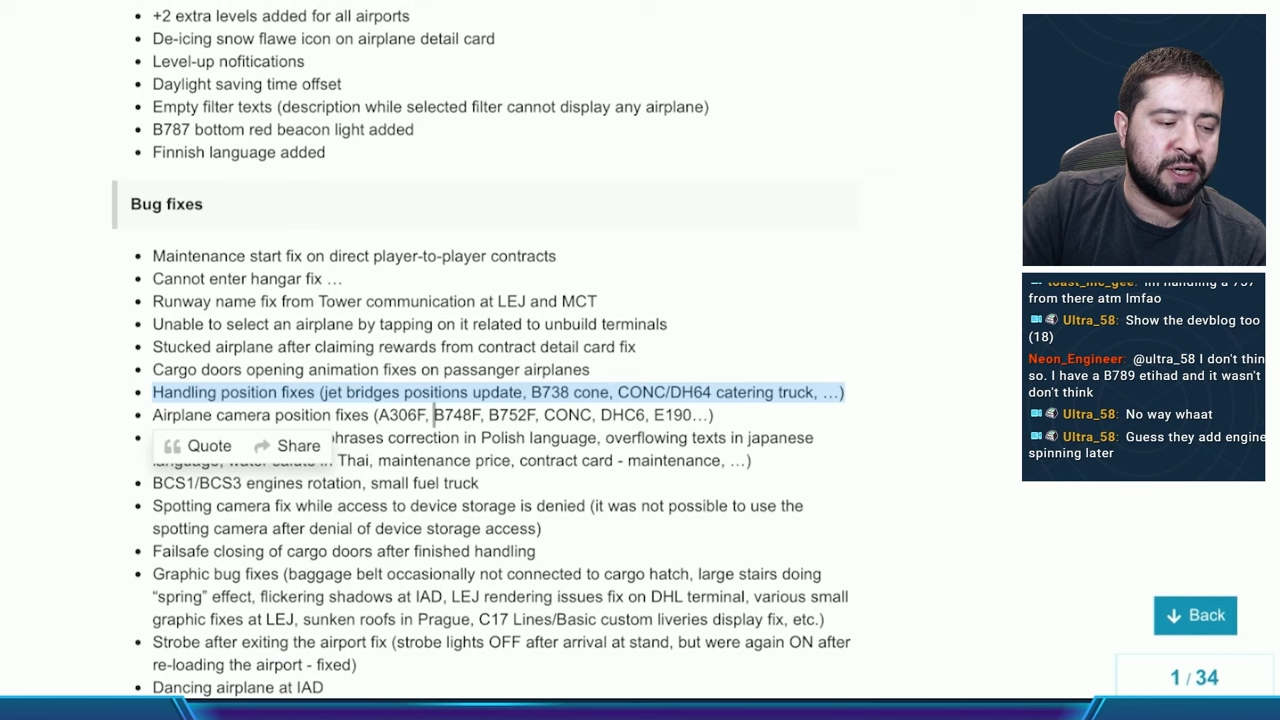 +2 extra levels added for all airports
De-icing snow flawe icon on airplane detail card
Level-up nofitications
Daylight saving time offset
Empty filter texts (description while selected filter cannot display any airplane)
B787 bottom red beacon light added
Finnish language added
Bug fixes
Maintenance start fix on direct player-to-player contracts
Cannot enter hangar fix …
Runway name fix from Tower communication at LEJ and MCT
Unable to select an airplane by tapping on it related to unbuild terminals
Stucked airplane after claiming rewards from contract detail card fix
Cargo doors opening animation fixes on passanger airplanes
Handling position fixes (jet bridges positions update, B738 cone, CONC/DH64 catering truck, …)
Airplane camera position fixes (A306F, B748F, B752F, CONC, DHC6, E190…)
phrases correction in Polish language, overflowing texts in japanese
Quote Share
language, water salute in Thai, maintenance price, contract card - maintenance, …)
BCS1/BCS3 engines rotation, small fuel truck
Spotting camera fix while access to device storage is denied (it was not possible to use the
spotting camera after denial of device storage access)
Failsafe closing of cargo doors after finished handling
Graphic bug fixes (baggage belt occasionally not connected to cargo hatch, large stairs doing
“spring” effect, flickering shadows at IAD, LEJ rendering issues fix on DHL terminal, various small
graphic fixes at LEJ, sunken roofs in Prague, C17 Lines/Basic custom liveries display fix, etc.)
Strobe after exiting the airport fix (strobe lights OFF after arrival at stand, but were again ON after
re-loading the airport - fixed)
Dancing airplane at IAD
from there atm lmfao
Ultra_58: Show the devblog too
(18)
Neon_Engineer: @ultra_58 I don't thin
so. I have a B789 etihad and it wasn't
don't think
Ultra_58: No way whaat
Ultra_58: Guess they add engine
spinning later
Back
1 / 34